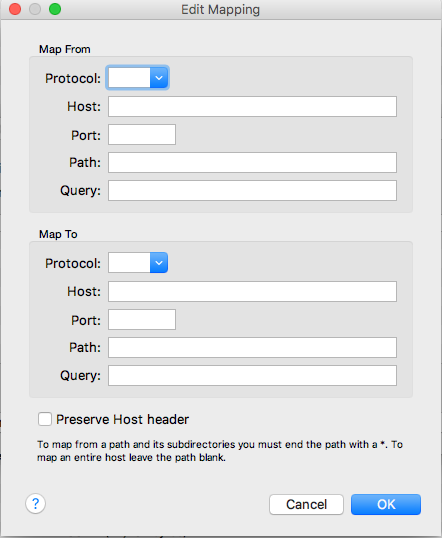 Edit Mapping
Map From
Protocol:
Host:
Port:
Path:
Query:
Map To
Protocol:
Host:
Port:
Path:
Query:
Preserve Host header
To map from a path and its subdirectories you must end the path with a *. To
map an entire host leave the path blank.
? Cancel OK